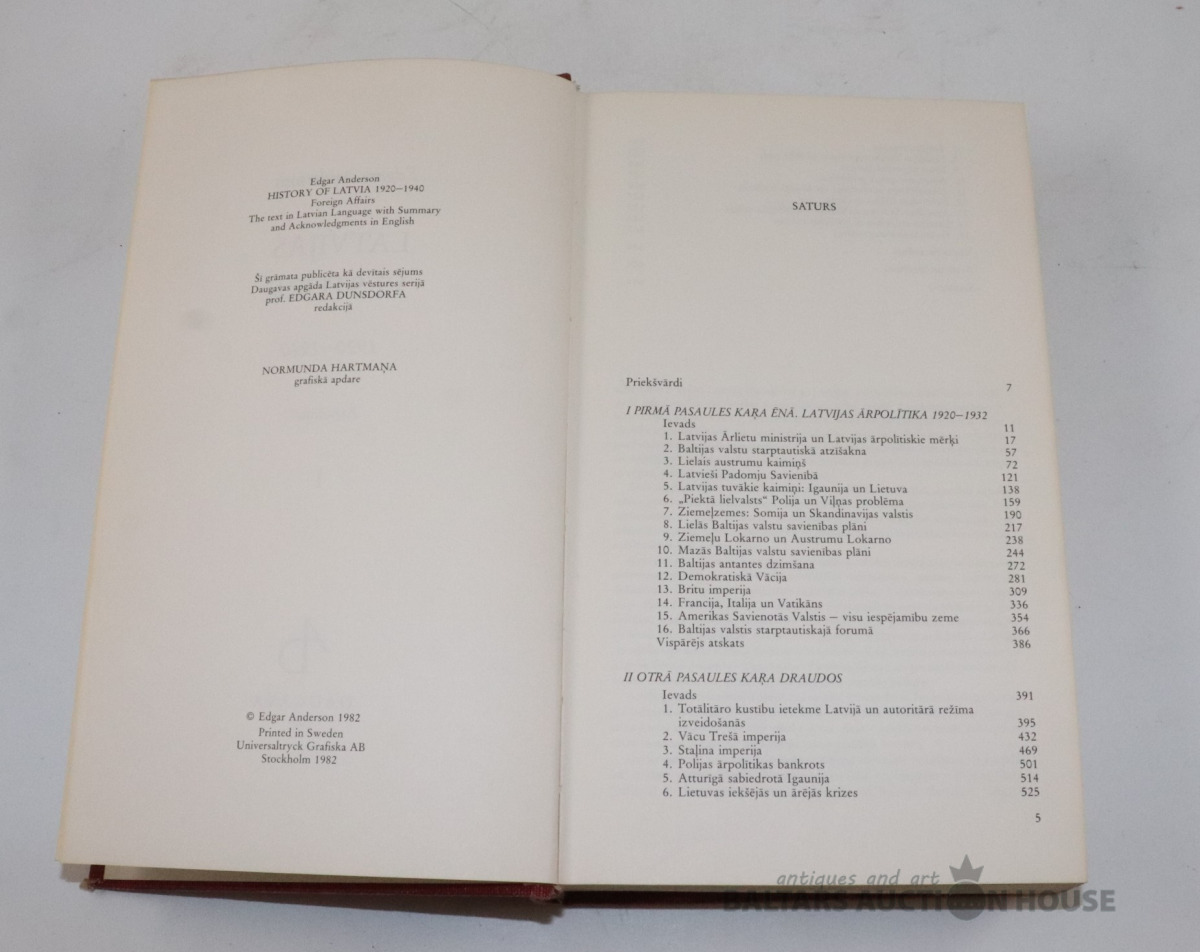 Edgar Anderson
HISTORY OF LATVIA 1920–1940
Foreign Affairs
The text in Latvian Language with Summary
and Acknowledgments in English
Šī grāmata publicēta kā devītais sējums
Daugavas apgāda Latvijas vēstures serijā
prof. EDGARA DUNSDORFA
redakcijā
NORMUNDA HARTMAŅA
grafiskā apdare
© Edgar Anderson 1982
Printed in Sweden
Universaltryck Grafiska AB
Stockholm 1982
SATURS
Priekšvārdi 7
I PIRMĀ PASAULES KAŖA ĒNĀ. LATVIJAS ĀRPOLĪTIKA 1920–1932
Ievads 11
1. Latvijas Ārlietu ministrija un Latvijas ārpolītiskie mērķi 17
2. Baltijas valstu starptautiskā atzīšakna 57
3. Lielais austrumu kaimiņš 72
4. Latvieši Padomju Savienībā 121
5. Latvijas tuvākie kaimiņi: Igaunija un Lietuva 138
6. „Piektā lielvalsts“ Polija un Viļņas problēma 159
7. Ziemeļzemes: Somija un Skandinavijas valstis 190
8. Lielās Baltijas valstu savienības plāni 217
9. Ziemeļu Lokarno un Austrumu Lokarno 238
10. Mazās Baltijas valstu savienības plāni 244
11. Baltijas antantes dzimšana 272
12. Demokratiskā Vācija 281
13. Britu imperija 309
14. Francija, Italija un Vatikāns 336
15. Amerikas Savienotās Valstis – visu iespējamību zeme 354
16. Baltijas valstis starptautiskajā forumā 366
Vispārējs atskats 386
II OTRĀ PASAULES KAŖA DRAUDOS
Ievads 391
1. Totālitāro kustību ietekme Latvijā un autoritārā režīma
izveidošanās 395
2. Vācu Trešā imperija 432
3. Staļina imperija 469
4. Polijas ārpolītikas bankrots 501
5. Atturīgā sabiedrotā Igaunija 514
6. Lietuvas iekšējās un ārējās krizes 525
5
antiques and art
BALTARS AUCTION HOUSE